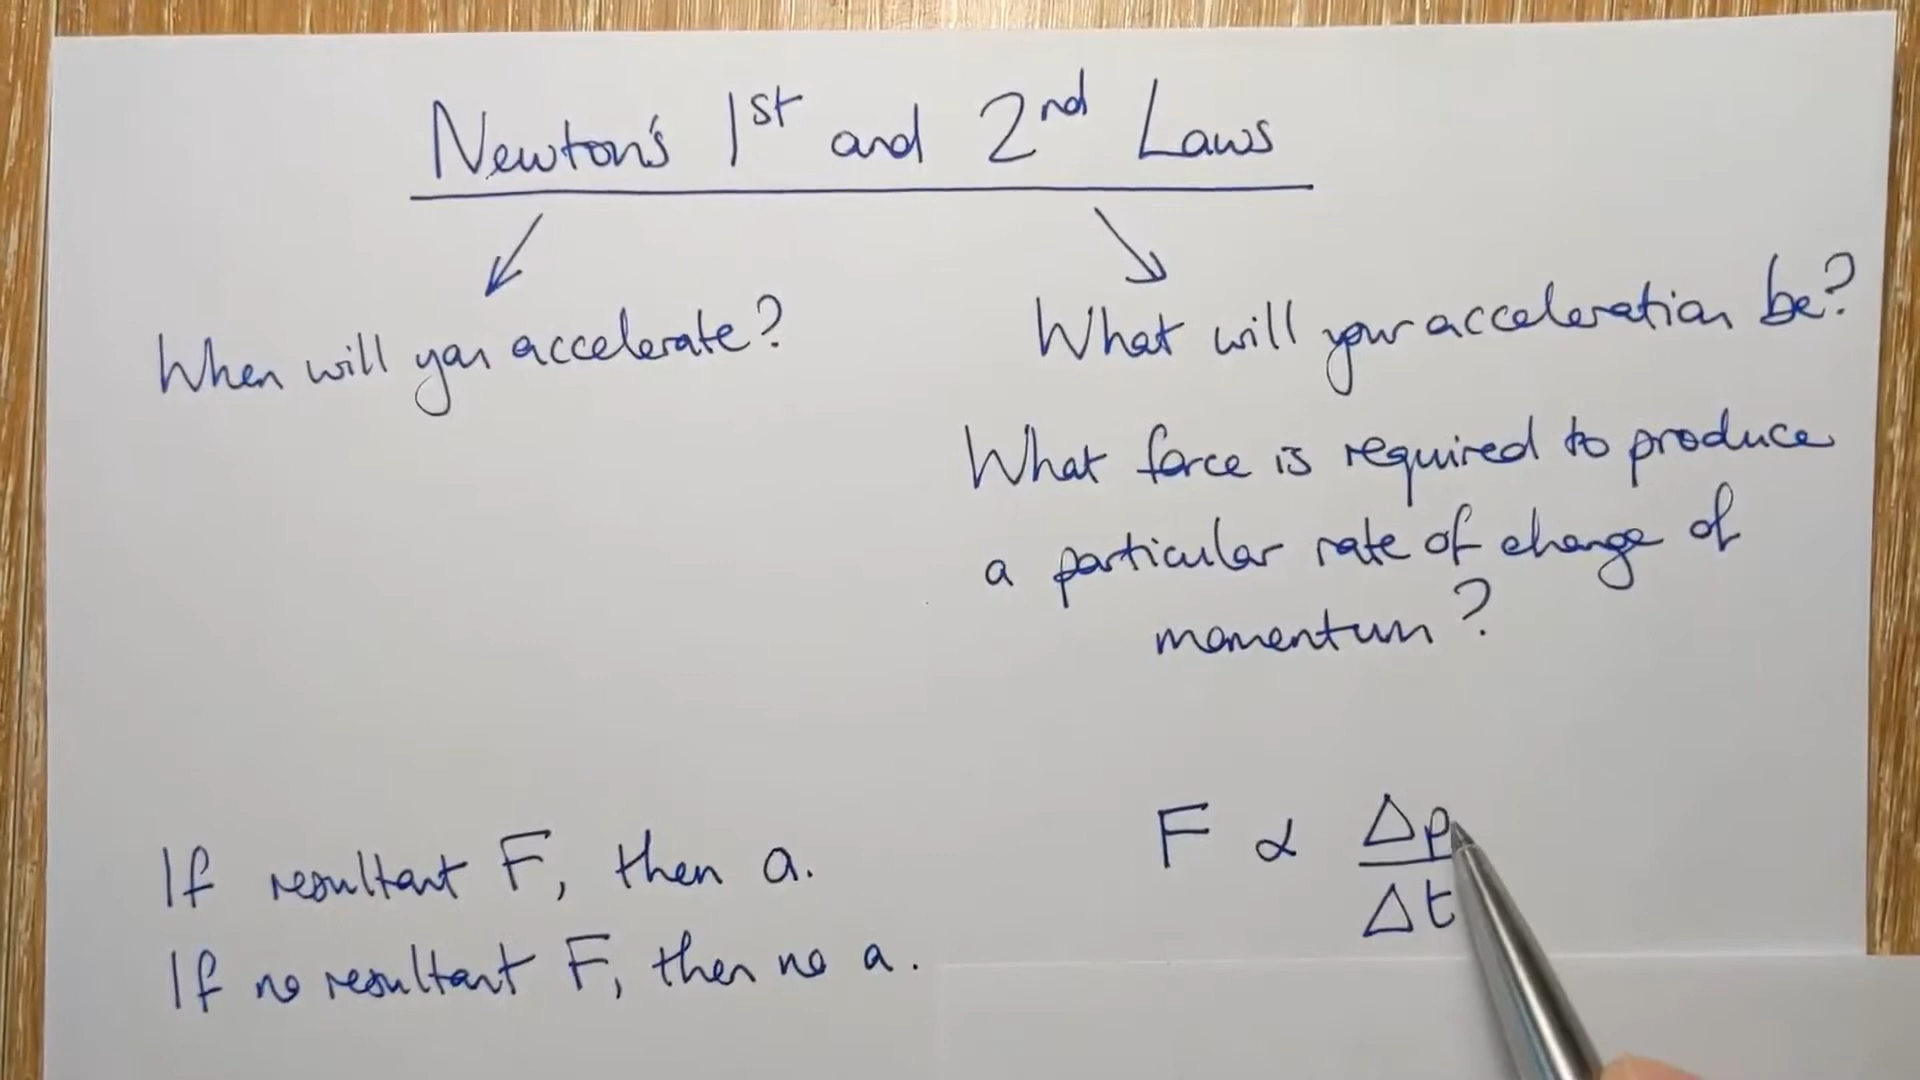 Newton's 1st and 2nd Laws
When will you accelerate?
What will your acceleration be?
What force is required to produce
a particular rate of change of
momentum?
If resultant F, then a.
If no resultant F, then no a.
F ∝ Δp
Δt